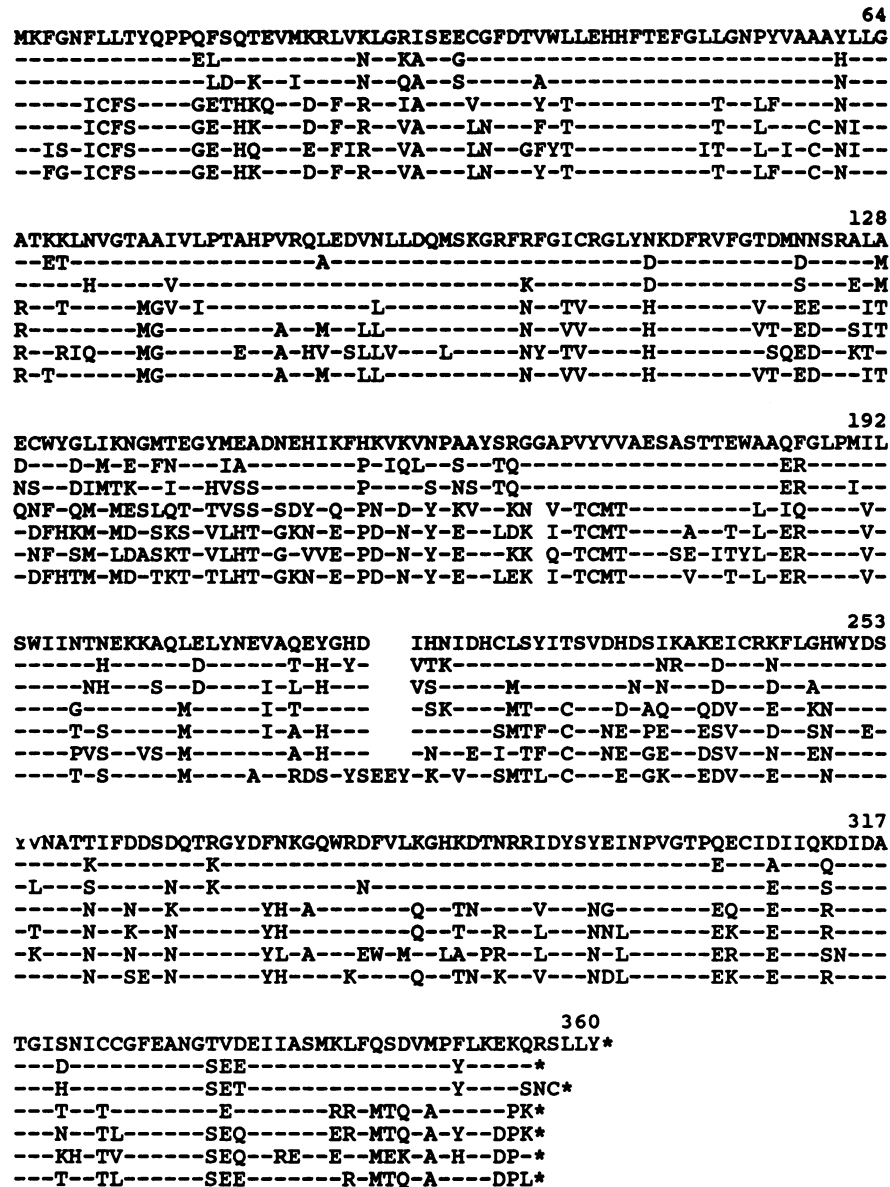 64
MKFGNFLLTYQPPQFSQTEVMKRLVKLGRISEECGFDTVWLLEHHFTEFGLLGNPYVAAAYLLG
-------------EL---------N--KA--G---------------------------H----
----------------LD-K--I----N--QA--S-----A---------------------N----
-----ICFS----GETHKQ--D-F-R--IA---V----Y-T----------T--LF---N----
-----ICFS----GE-HK---D-F-R--VA---LN---F-T----------T--L---C-NI--
--IS-ICFS----GE-HQ---E-FIR--VA---LN--GFYT---------IT--L-I-C-NI--
--FG-ICFS----GE-HK---D-F-R--VA---LN---Y-T----------T--LF--C-N---
128
ATKKLNVGTAAIVLPTAHPVRQLEDVNLLDQMSKGRFRFGICRGLYNKDFRVFGTDMNNSRALA
--ET------------------A-----------------------D----------D-----M
-----H-----V-------------------------K--------D----------S---E-M
R--T-----MGV-I------------L----------N--TV----H-------V--EE---IT
R--------MG---------A--M--LL---------N--VV----H-------VT-ED--SIT
R--RIQ---MG-----E--A-HV-SLLV---L-----NY-TV----H--------SQED--KT-
R-T------MG---------A--M--LL---------N--VV----H-------VT-ED---IT
192
ECWYGLIKNGMTEGYMEADNEHIKFHKVKVNPAAYSRGGAPVYVVAESASTTEWAAQFGLPMIL
D---D-M-E-FN---IA---------P-IQL--S--TQ------------------ER------
NS--DIMTK--I--HVSS--------P---S-NS-TQ-------------------ER---I--
QNF-QM-MESLQT-TVSS-SDY-Q-PN-D-Y-KV--KN V-TCMT---------L-IQ----V-
-DFHKM-MD-SKS-VLHT-GKN-E-PD-N-Y-E---LDK I-TCMT----A--T-L-ER----V-
-NF-SM-LDASKT-VLHT-G-VVE-PD-N-Y-E---KK Q-TCMT---SE-ITYL-ER----V-
-DFHTM-MD-TKT-TLHT-GKN-E-PD-N-Y-E---LEK I-TCMT----V--T-L-ER----V-
253
SWIINTNEKKAQLELYNEVAQEYGHD IHNIDHCLSYITSVDHDSIKAKEICRKFLGHWYDS
------H------D------T-H-Y- VTK---------------NR--D---N---------
-----NH---S--D-----I-L-H-- VS-----M-------N-N---D---D--A-------
----G-------M-----I-T----- -SK----MT--C---D-AQ--QDV--E--KN-----
----T-S-----M-----I-A-H--- ------SMTF-C--NE-PE--ESV--D--SN--E-
----PVS--VS-M-------A-H--- -N--E-I-TF-C--NE-GE--DSV--N--EN-----
----T-S-----M----A--RDS-YSEEY-K-V--SMTL-C---E-GK--EDV--E---N----
NATTIFDDSDQTRGYDFNKGQWRDFVLKGHKDTNRRIDYSYEINPVGTPQECIDIIQKDIDA
317
-----K--------K------------------------------------E---A---Q----
-L---S-----N--K----------N-----------------------------E---S----
-----N--N--K------YH-A-------Q--TN---V---NG-------EQ--E---R-----
-T---N--K--N------YH---------Q--T--R--L---NNL------EK--E---R-----
-K---N--N--N------YL-A---EW-M--LA-PR--L---N-L------ER--E---SN---
-----N--SE-N------YH----K----Q--TN-K--V---NDL------EK--E---R-----
360
TGISNICCGFEANGTVDEIIASMKLFQSDVMPFLKEKQRSLLY*
---D----------SEE---------------Y-----*
---H----------SET---------------Y----SNC*
---T--T---------E-------RR-MTQ-A-----PK*
---N--TL------SEQ-------ER-MTQ-A-Y--DPK*
---KH-TV------SEQ--RE--E--MEK-A-H--DP-*
---T--TL------SEE--------R-MTQ-A----DPL*